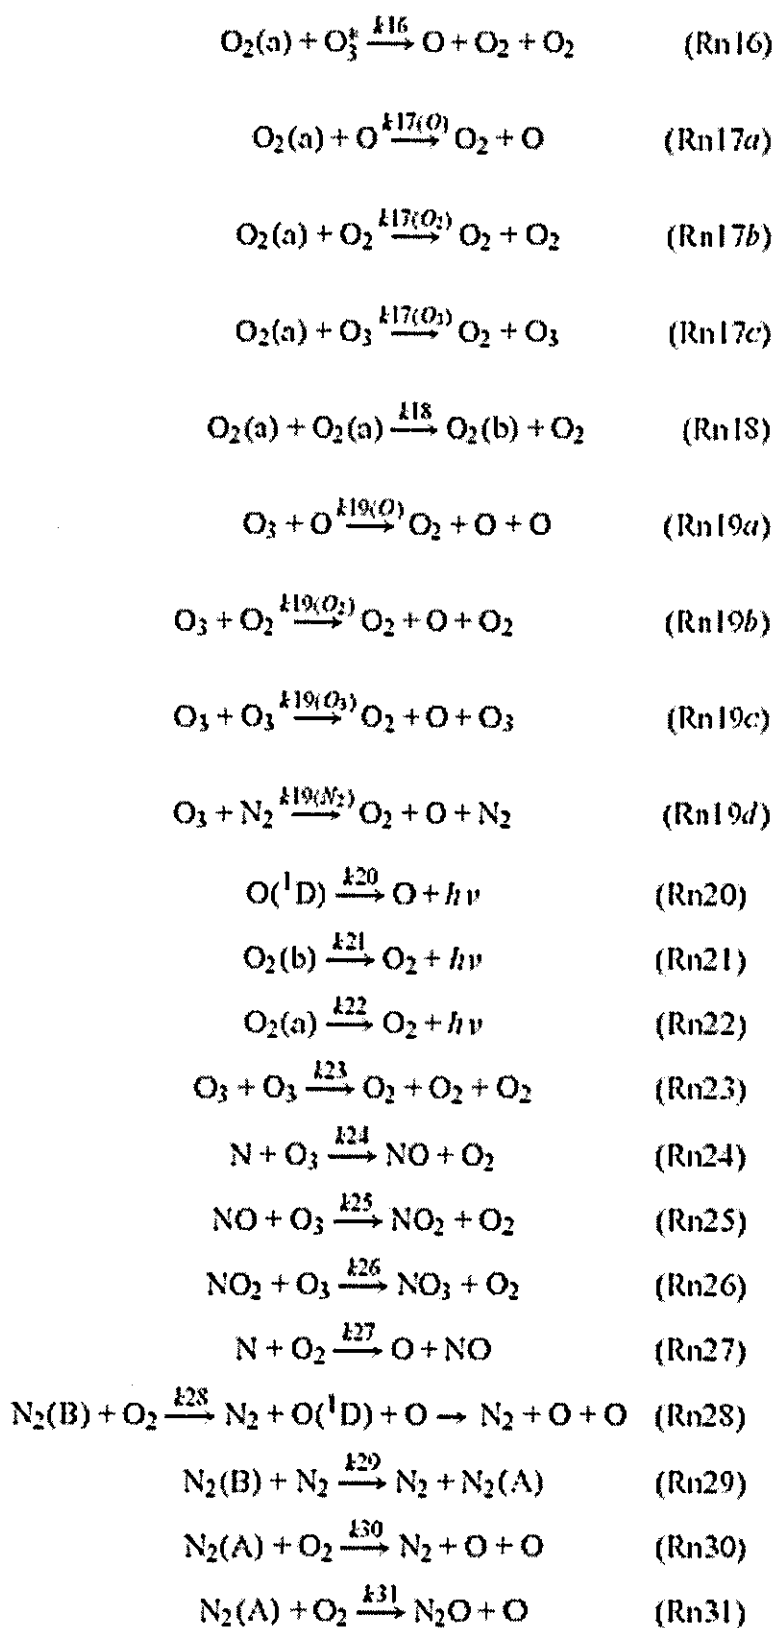 O₂(a) + O₃* —k16→ O + O₂ + O₂ (Rn16)
O₂(a) + O —k17(O)→ O₂ + O (Rn17a)
O₂(a) + O₂ —k17(O₂)→ O₂ + O₂ (Rn17b)
O₂(a) + O₃ —k17(O₃)→ O₂ + O₃ (Rn17c)
O₂(a) + O₂(a) —k18→ O₂(b) + O₂ (Rn18)
O₃ + O —k19(O)→ O₂ + O + O (Rn19a)
O₃ + O₂ —k19(O₂)→ O₂ + O + O₂ (Rn19b)
O₃ + O₃ —k19(O₃)→ O₂ + O + O₃ (Rn19c)
O₃ + N₂ —k19(N₂)→ O₂ + O + N₂ (Rn19d)
O(¹D) —k20→ O + hν (Rn20)
O₂(b) —k21→ O₂ + hν (Rn21)
O₂(a) —k22→ O₂ + hν (Rn22)
O₃ + O₃ —k23→ O₂ + O₂ + O₂ (Rn23)
N + O₃ —k24→ NO + O₂ (Rn24)
NO + O₃ —k25→ NO₂ + O₂ (Rn25)
NO₂ + O₃ —k26→ NO₃ + O₂ (Rn26)
N + O₂ —k27→ O + NO (Rn27)
N₂(B) + O₂ —k28→ N₂ + O(¹D) + O → N₂ + O + O (Rn28)
N₂(B) + N₂ —k29→ N₂ + N₂(A) (Rn29)
N₂(A) + O₂ —k30→ N₂ + O + O (Rn30)
N₂(A) + O₂ —k31→ N₂O + O (Rn31)